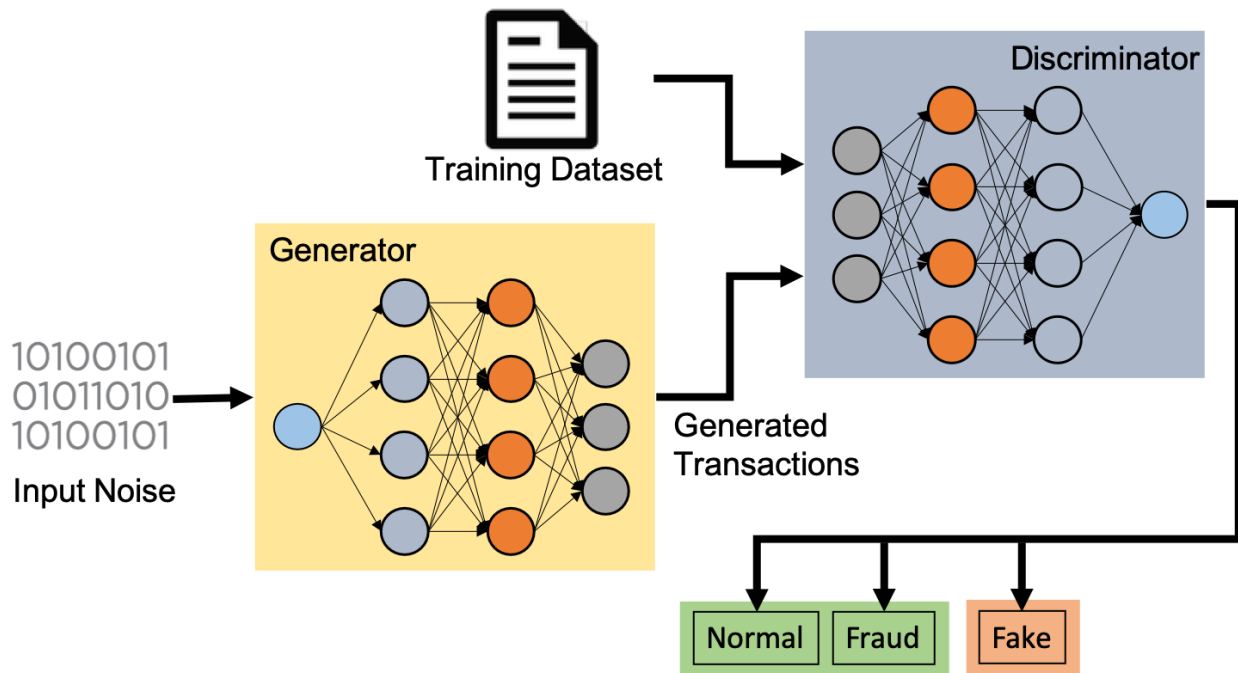 Discriminator
Training Dataset
Generator
10100101
01011010
10100101
Input Noise
Generated
Transactions
Normal
Fraud
Fake